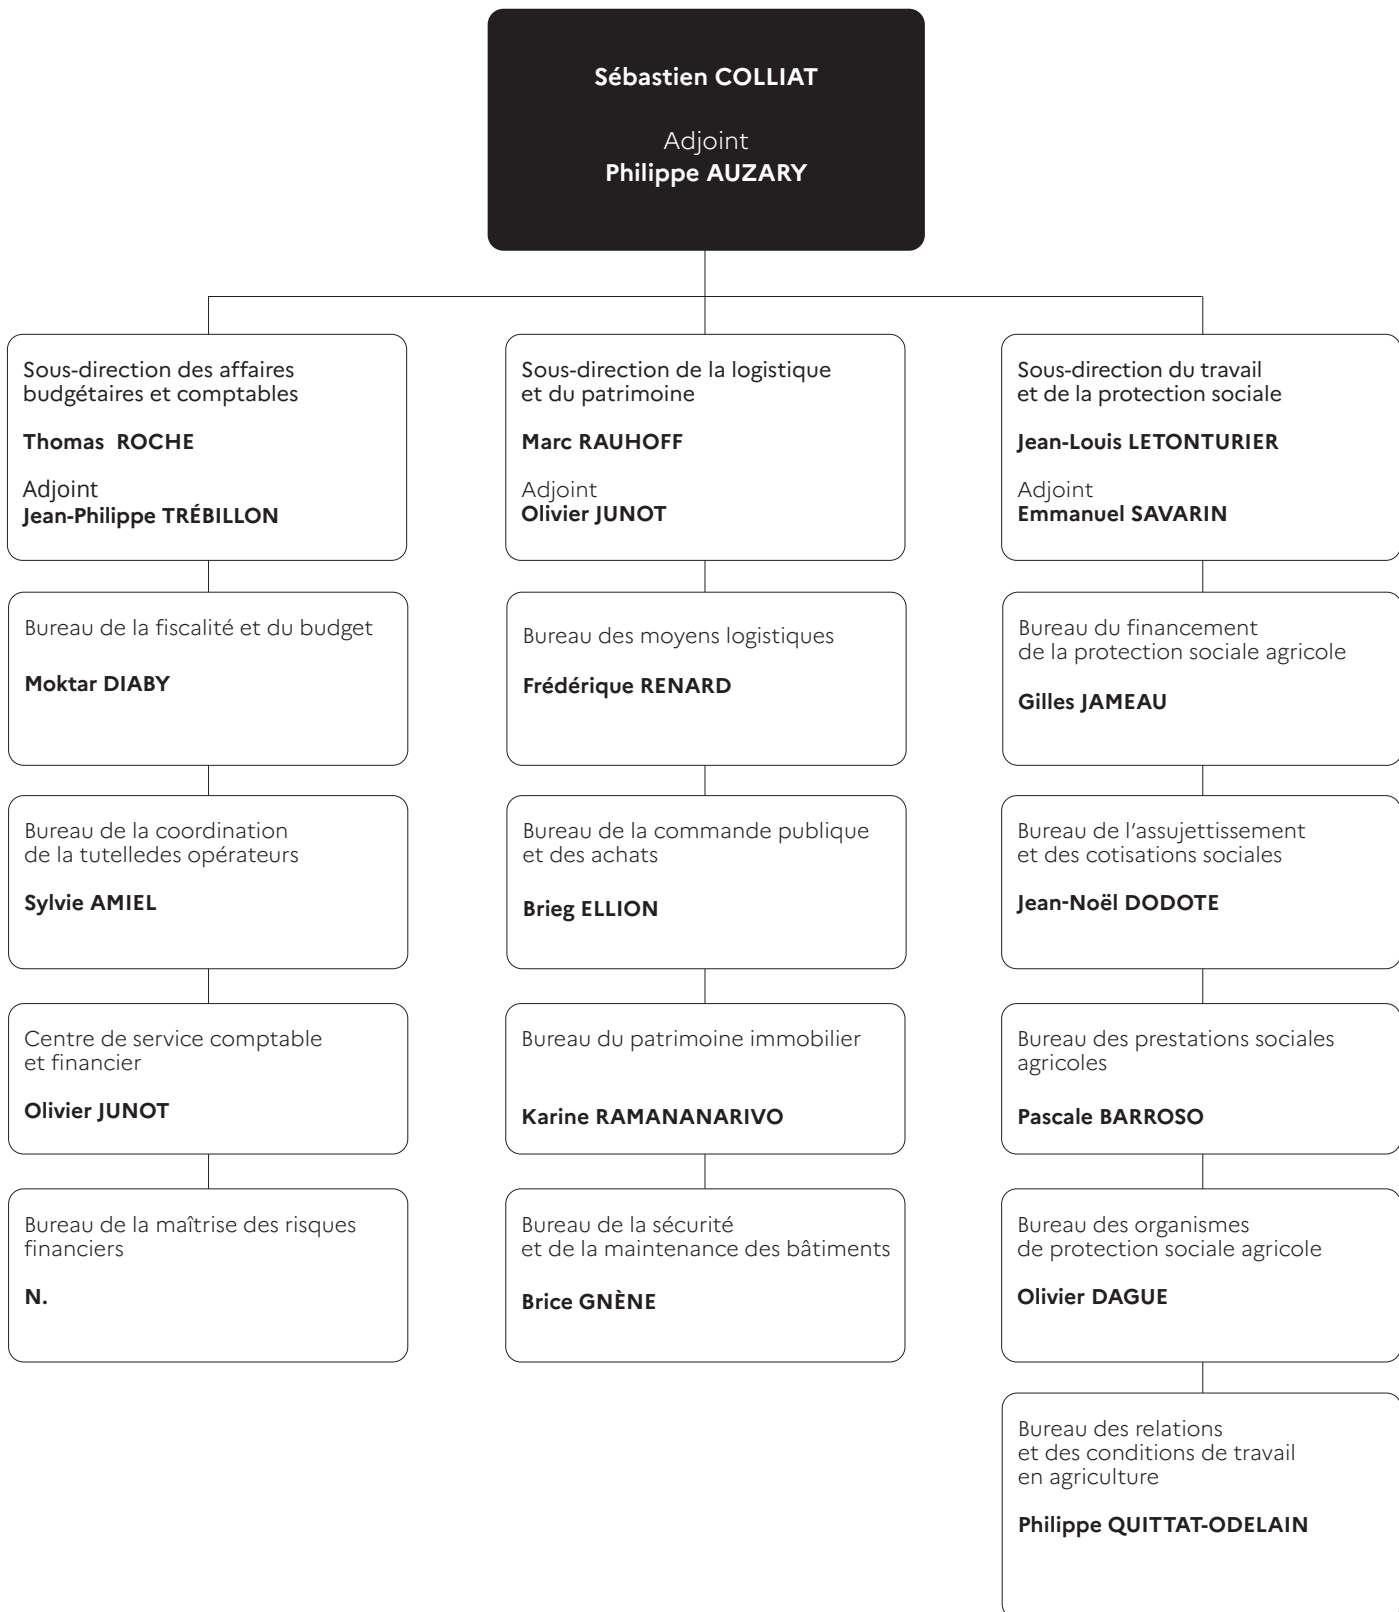 Sébastien COLLIAT
Adjoint
Philippe AUZARY
Sous-direction des affaires
budgétaires et comptables
Thomas ROCHE
Adjoint
Jean-Philippe TRÉBILLON
Bureau de la fiscalité et du budget
Moktar DIABY
Bureau de la coordination
de la tutelledes opérateurs
Sylvie AMIEL
Centre de service comptable
et financier
Olivier JUNOT
Bureau de la maîtrise des risques
financiers
N.
Sous-direction de la logistique
et du patrimoine
Marc RAUHOFF
Adjoint
Olivier JUNOT
Bureau des moyens logistiques
Frédérique RENARD
Bureau de la commande publique
et des achats
Brieg ELLION
Bureau du patrimoine immobilier
Karine RAMANANARIVO
Bureau de la sécurité
et de la maintenance des bâtiments
Brice GNÈNE
Sous-direction du travail
et de la protection sociale
Jean-Louis LETONTURIER
Adjoint
Emmanuel SAVARIN
Bureau du financement
de la protection sociale agricole
Gilles JAMEAU
Bureau de l'assujettissement
et des cotisations sociales
Jean-Noël DODOTE
Bureau des prestations sociales
agricoles
Pascale BARROSO
Bureau des organismes
de protection sociale agricole
Olivier DAGUE
Bureau des relations
et des conditions de travail
en agriculture
Philippe QUITTAT-ODELAIN